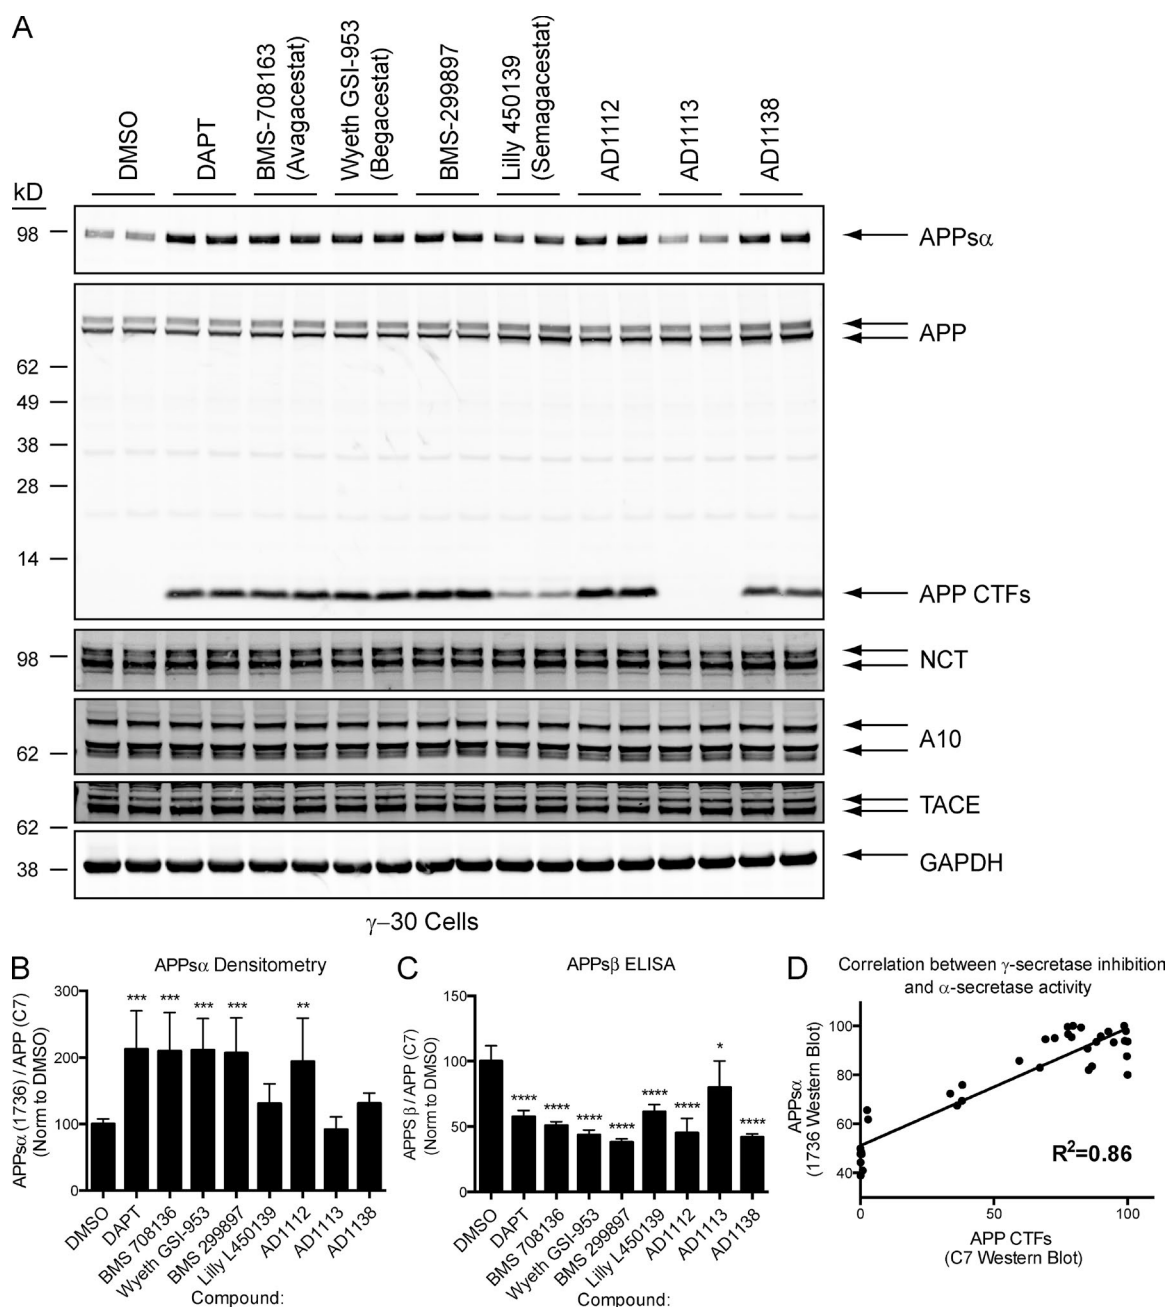 A
DMSO
DAPT
BMS-708163
(Avagacestat)
Wyeth GSI-953
(Begacestat)
BMS-299897
Lilly 450139
(Semagacestat)
AD1112
AD1113
AD1138
kD
98
APPsα
APP
62
49
38
28
14
APP CTFs
98
NCT
A10
62
TACE
62
GAPDH
38
γ–30 Cells
B
APPsα Densitometry
APPsα (1736) / APP (C7)
(Norm to DMSO)
300
200
100
0
***
***
***
***
**
DMSO
DAPT
BMS 708136
Wyeth GSI-953
BMS 299897
Lilly L450139
AD1112
AD1113
AD1138
Compound:
C
APPsβ ELISA
APPS β / APP (C7)
(Norm to DMSO)
150
100
50
0
****
****
****
****
****
****
*
****
DMSO
DAPT
BMS 708136
Wyeth GSI-953
BMS 299897
Lilly L450139
AD1112
AD1113
AD1138
Compound:
D
Correlation between γ-secretase inhibition
and α-secretase activity
APPsα
(1736 Western Blot)
100
80
60
40
R²=0.86
0
50
100
APP CTFs
(C7 Western Blot)